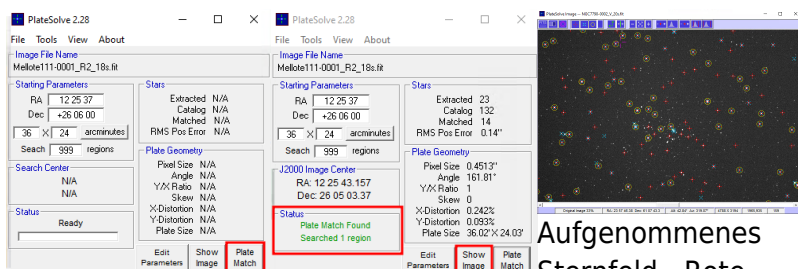 PlateSolve 2.28
File Tools View About
Image File Name
Mellote111-0001_R2_18s.fit
Starting Parameters
RA 12 25 37
Dec +26 06 00
36 X 24 arcminutes
Seach 999 regions
Search Center
N/A
N/A
Status
Ready
Stars
Extracted N/A
Catalog N/A
Matched N/A
RMS Pos Error N/A
Plate Geometry
Pixel Size N/A
Angle N/A
Y/X Ratio N/A
Skew N/A
X-Distortion N/A
Y-Distortion N/A
Plate Size N/A
Edit Parameters
Show Image
Plate Match
PlateSolve 2.28
File Tools View About
Image File Name
Mellote111-0001_R2_18s.fit
Starting Parameters
RA 12 25 37
Dec +26 06 00
36 X 24 arcminutes
Seach 999 regions
J2000 Image Center
RA: 12 25 43.157
Dec: 26 05 03.37
Status
Plate Match Found
Searched 1 region
Stars
Extracted 23
Catalog 132
Matched 14
RMS Pos Error 0.14"
Plate Geometry
Pixel Size 0.4513"
Angle 161.81°
Y/X Ratio 1
Skew 0
X-Distortion 0.242%
Y-Distortion 0.093%
Plate Size 36.02' X 24.03'
Edit Parameters
Show Image
Plate Match
Aufgenommenes
Sternfeld